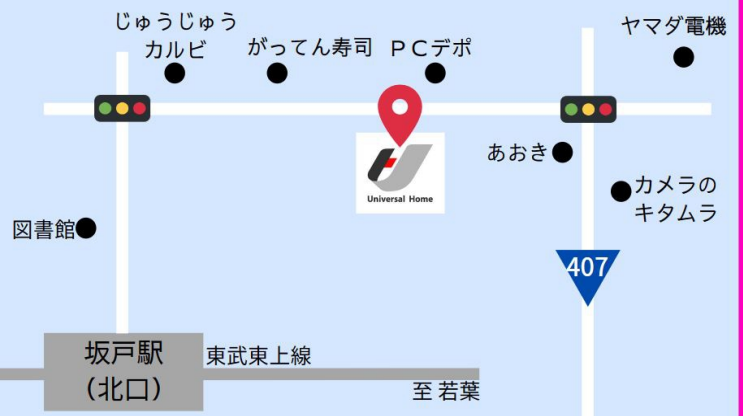 じゅうじゅう
カルビ
がってん寿司
ＰＣデポ
ヤマダ電機
Universal Home
あおき
カメラの
キタムラ
図書館
407
坂戸駅
（北口）
東武東上線
至 若葉